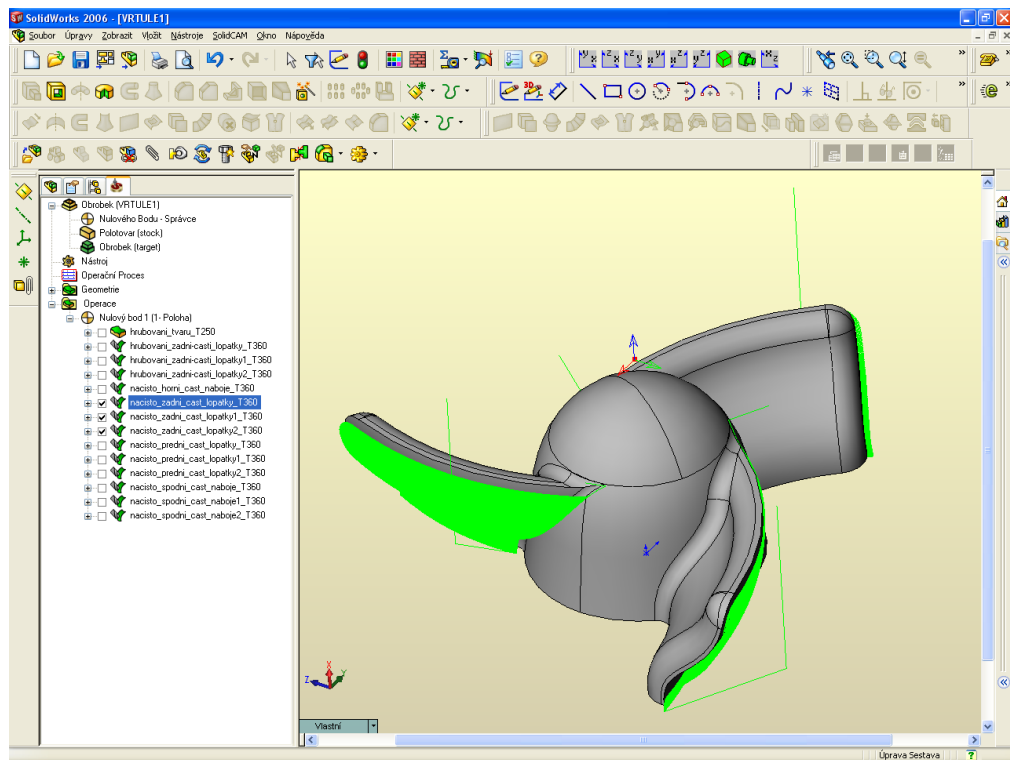 SolidWorks 2006 - [VRTULE1]
Soubor Úpravy Zobrazit Vložit Nástroje SolidCAM Okno Nápověda
Obrobek (VRTULE1)
Nulového Bodu - Správce
Polotovar (stock)
Obrobek (target)
Nástroj
Operační Proces
Geometrie
Operace
Nulový bod 1 (1- Poloha)
hrubovani_tvaru_T250
hrubovani_zadni-casti_lopatky_T360
hrubovani_zadni-casti_lopatky1_T360
hrubovani_zadni-casti_lopatky2_T360
nacisto_horni_cast_naboje_T360
nacisto_zadni_cast_lopatky_T360
nacisto_zadni_cast_lopatky1_T360
nacisto_zadni_cast_lopatky2_T360
nacisto_predni_cast_lopatky_T360
nacisto_predni_cast_lopatky1_T360
nacisto_predni_cast_lopatky2_T360
nacisto_spodni_cast_naboje_T360
nacisto_spodni_cast_naboje1_T360
nacisto_spodni_cast_naboje2_T360
X
Z
Y
Vlastní
Úprava Sestava